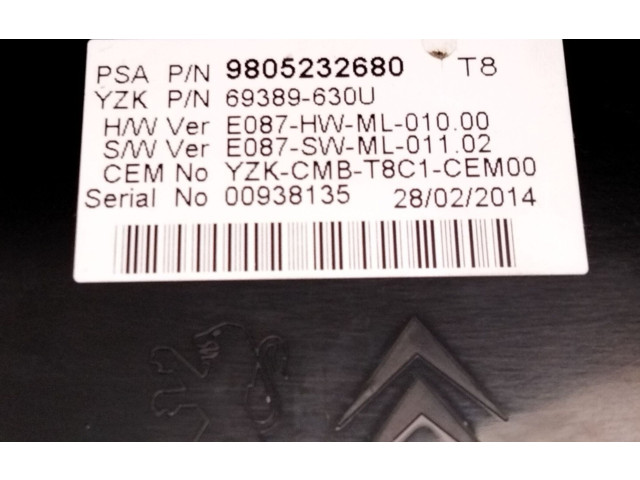 PSA P/N 9805232680 T8
YZK P/N 69389-630U
H/W Ver E087-HW-ML-010.00
S/W Ver E087-SW-ML-011.02
CEM No YZK-CMB-T8C1-CEM00
Serial No 00938135 28/02/2014